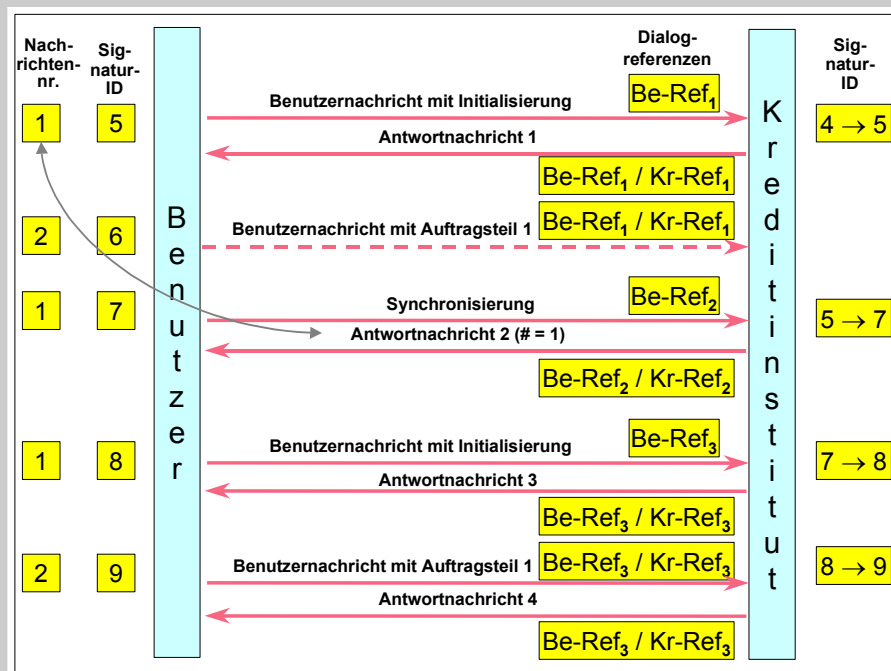 Nach-
richten-
nr.
Sig-
natur-
ID
Dialog-
referenzen
Sig-
natur-
ID
Benutzer
Kreditinstitut
1
5
Benutzernachricht mit Initialisierung
Be-Ref₁
4 → 5
Antwortnachricht 1
Be-Ref₁ / Kr-Ref₁
2
6
Benutzernachricht mit Auftragsteil 1
Be-Ref₁ / Kr-Ref₁
1
7
Synchronisierung
Be-Ref₂
5 → 7
Antwortnachricht 2 (# = 1)
Be-Ref₂ / Kr-Ref₂
1
8
Benutzernachricht mit Initialisierung
Be-Ref₃
7 → 8
Antwortnachricht 3
Be-Ref₃ / Kr-Ref₃
2
9
Benutzernachricht mit Auftragsteil 1
Be-Ref₃ / Kr-Ref₃
8 → 9
Antwortnachricht 4
Be-Ref₃ / Kr-Ref₃